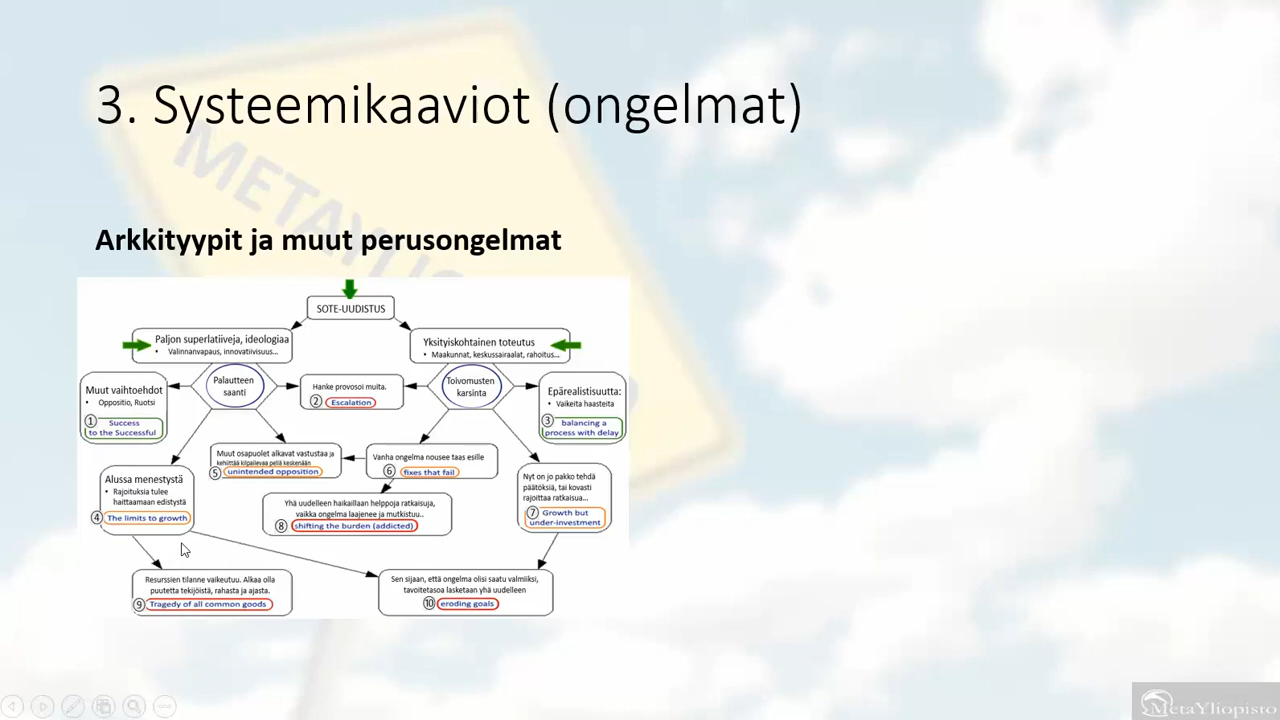 3. Systeemikaaviot (ongelmat)
Arkkityypit ja muut perusongelmat
SOTE-UUDISTUS
Paljon superlatiiveja, ideologiaa
• Valinnanvapaus, innovatiivisuus...
Yksityiskohtainen toteutus
• Maakunnat, keskussairaalat, rahoitus...
Muut vaihtoehdot
• Oppositio, Ruotsi
1 Success
to the Successful
Palautteen
saanti
Hanke provosoi muita.
2 Escalation
Toivomusten
karsinta
Epärealistisuutta:
• Vaikeita haasteita
3 balancing a
process with delay
Muut osapuolet alkavat vastustaa ja
kehittää kilpailevaa peliä keskenään
5 unintended opposition
Vanha ongelma nousee taas esille
6 fixes that fail
Alussa menestystä
• Rajoituksia tulee
haittaamaan edistystä
4 The limits to growth
Yhä uudelleen haikaillaan helppoja ratkaisuja,
vaikka ongelma laajenee ja mutkistuu..
8 shifting the burden (addicted)
Nyt on jo pakko tehdä
päätöksiä, tai kovasti
rajoittaa ratkaisua...
7 Growth but
under-investment
Resurssien tilanne vaikeutuu. Alkaa olla
puutetta tekijöistä, rahasta ja ajasta.
9 Tragedy of all common goods
Sen sijaan, että ongelma olisi saatu valmiiksi,
tavoitetasoa lasketaan yhä uudelleen
10 eroding goals
MetaYliopisto